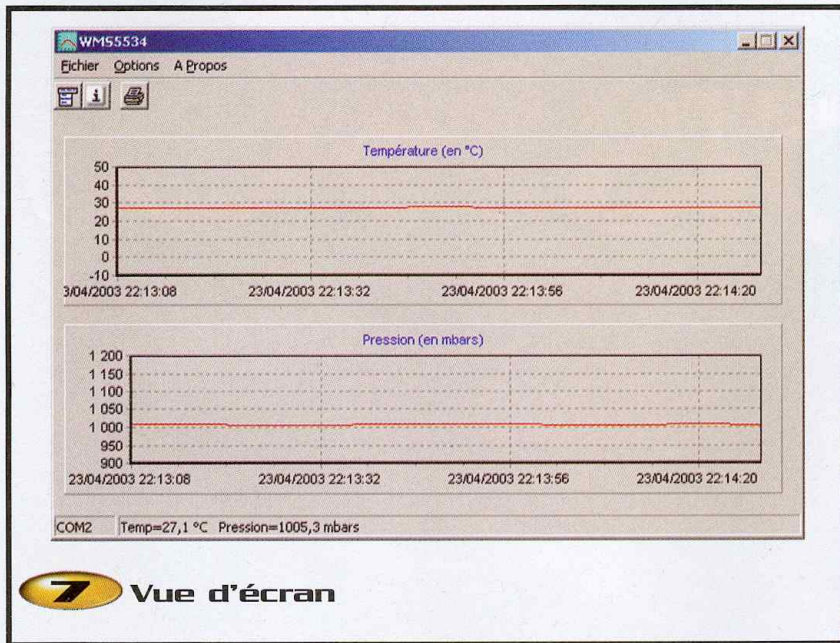 WMS5534
Fichier Options A Propos
Température (en °C)
50
40
30
20
10
0
-10
3/04/2003 22:13:08 23/04/2003 22:13:32 23/04/2003 22:13:56 23/04/2003 22:14:20
Pression (en mbars)
1 200
1 150
1 100
1 050
1 000
950
900
23/04/2003 22:13:08 23/04/2003 22:13:32 23/04/2003 22:13:56 23/04/2003 22:14:20
COM2 Temp=27,1 °C Pression=1005,3 mbars
7 Vue d'écran